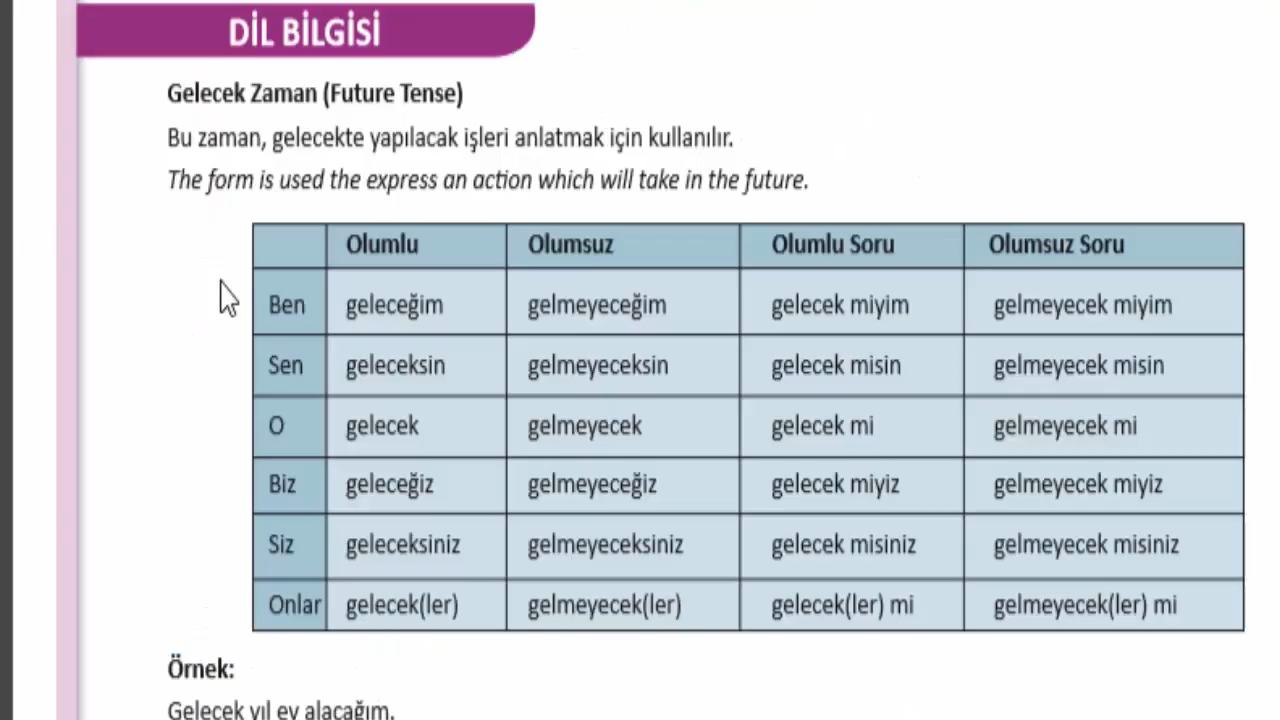 DİL BİLGİSİ
Gelecek Zaman (Future Tense)
Bu zaman, gelecekte yapılacak işleri anlatmak için kullanılır.
The form is used the express an action which will take in the future.
Olumlu Olumsuz Olumlu Soru Olumsuz Soru
Ben geleceğim gelmeyeceğim gelecek miyim gelmeyecek miyim
Sen geleceksin gelmeyeceksin gelecek misin gelmeyecek misin
O gelecek gelmeyecek gelecek mi gelmeyecek mi
Biz geleceğiz gelmeyeceğiz gelecek miyiz gelmeyecek miyiz
Siz geleceksiniz gelmeyeceksiniz gelecek misiniz gelmeyecek misiniz
Onlar gelecek(ler) gelmeyecek(ler) gelecek(ler) mi gelmeyecek(ler) mi
Örnek:
Gelecek yıl ev alacağım.